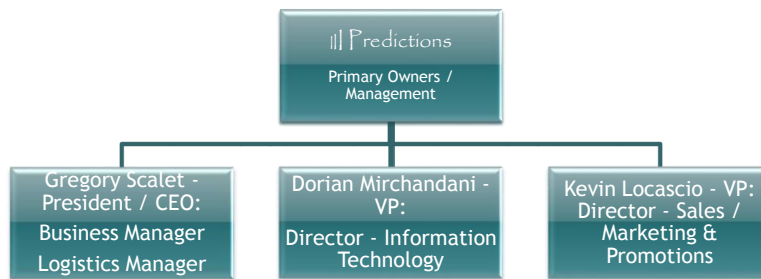 Predictions
Primary Owners /
Management
Gregory Scalet -
President / CEO:
Business Manager
Logistics Manager
Dorian Mirchandani -
VP:
Director - Information
Technology
Kevin Locascio - VP:
Director - Sales /
Marketing &
Promotions